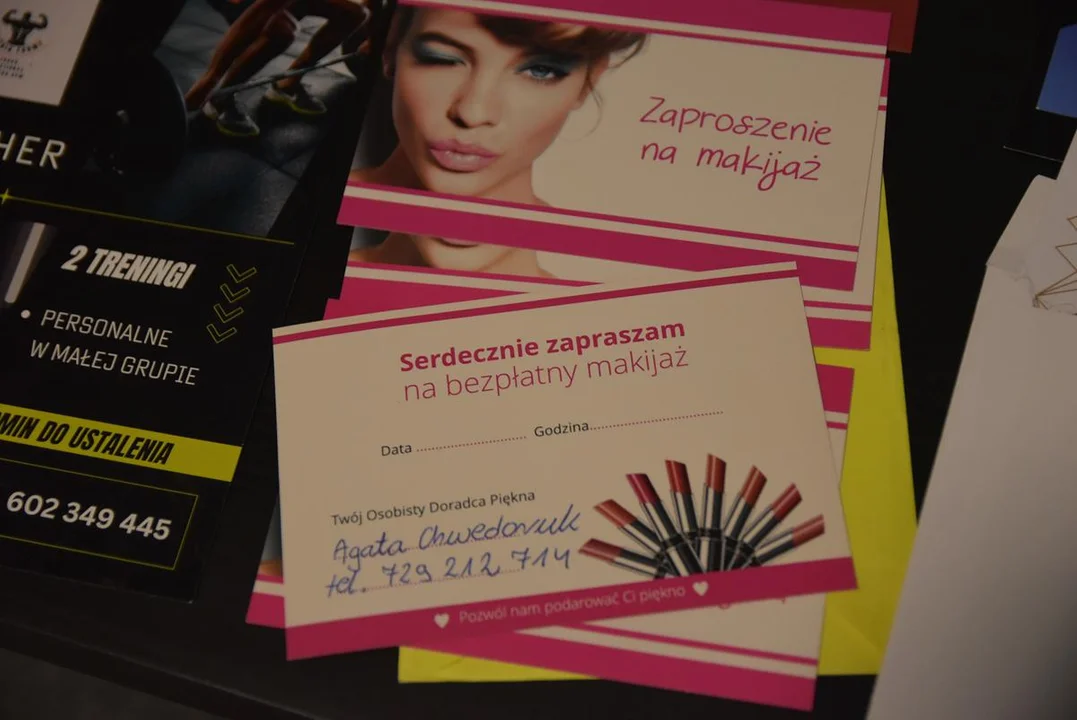 HER
2 TRENINGI
• PERSONALNE
W MAŁEJ GRUPIE
MIN DO USTALENIA
602 349 445
Zaproszenie
na makijaż
Serdecznie zapraszam
na bezpłatny makijaż
Data ........................... Godzina..................................
Twój Osobisty Doradca Piękna
Agata Chwedoruk
tel. 729 212 714
Pozwól nam podarować Ci piękno